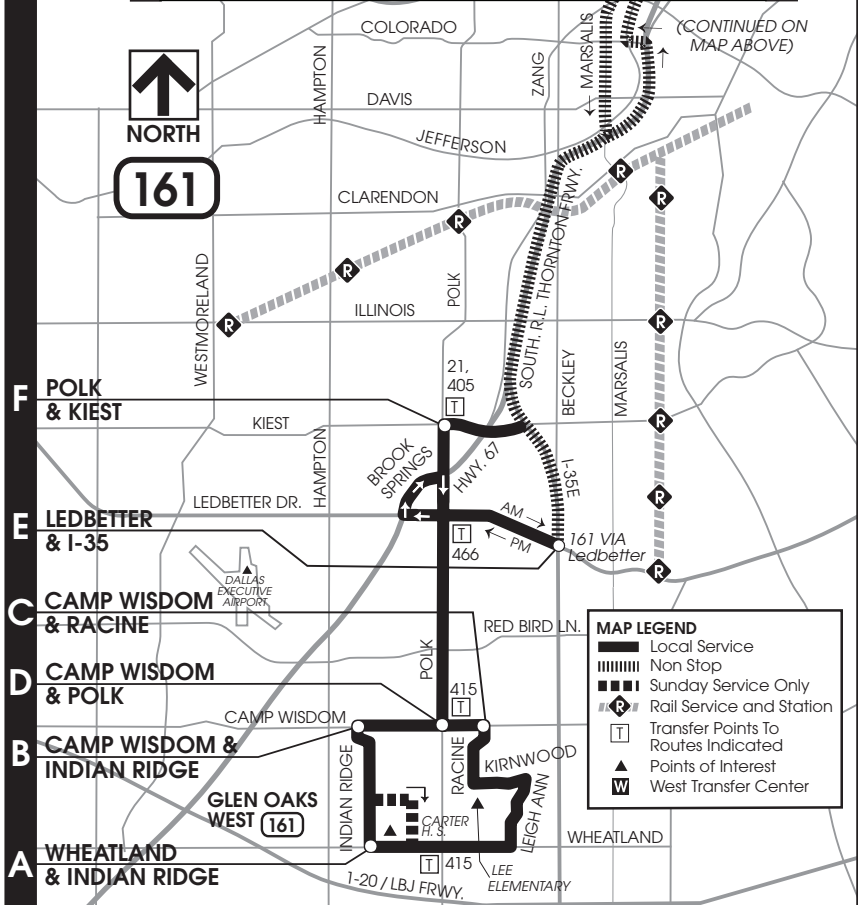 COLORADO
(CONTINUED ON
MAP ABOVE)
MARSALIS
ZANG
HAMPTON
NORTH
DAVIS
JEFFERSON
161
CLARENDON
R
R
R
R
R
SOUTH. R.L. THORNTON FRWY.
WESTMORELAND
POLK
ILLINOIS
R
R
21,
405
T
BECKLEY
MARSALIS
F
POLK
& KIEST
KIEST
R
HAMPTON
BROOK
SPRINGS
HWY. 67
I-35E
LEDBETTER DR.
R
AM
PM
E
LEDBETTER
& I-35
T
466
161 VIA
Ledbetter
R
DALLAS
EXECUTIVE
AIRPORT
C
CAMP WISDOM
& RACINE
RED BIRD LN.
POLK
D
CAMP WISDOM
& POLK
415
T
CAMP WISDOM
B
CAMP WISDOM &
INDIAN RIDGE
INDIAN RIDGE
RACINE
KIRNWOOD
LEIGH ANN
GLEN OAKS
WEST 161
CARTER
H. S.
WHEATLAND
A
WHEATLAND
& INDIAN RIDGE
T 415
LEE
ELEMENTARY
1-20 / LBJ FRWY.
MAP LEGEND
Local Service
Non Stop
Sunday Service Only
R Rail Service and Station
T Transfer Points To
Routes Indicated
Points of Interest
W West Transfer Center